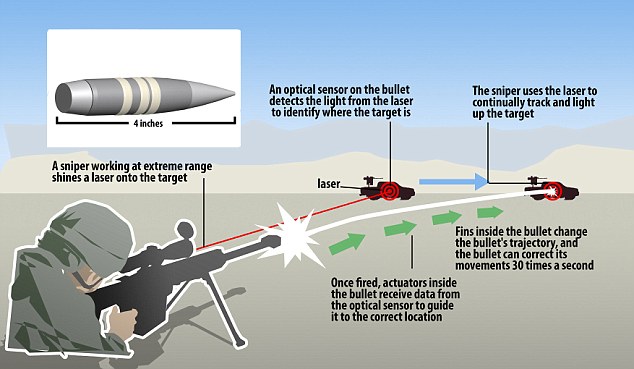 4 inches
An optical sensor on the bullet
detects the light from the laser
to identify where the target is
The sniper uses the laser to
continually track and light
up the target
A sniper working at extreme range
shines a laser onto the target
laser
Fins inside the bullet change
the bullet's trajectory, and
the bullet can correct its
movements 30 times a second
Once fired, actuators inside
the bullet receive data from
the optical sensor to guide
it to the correct location